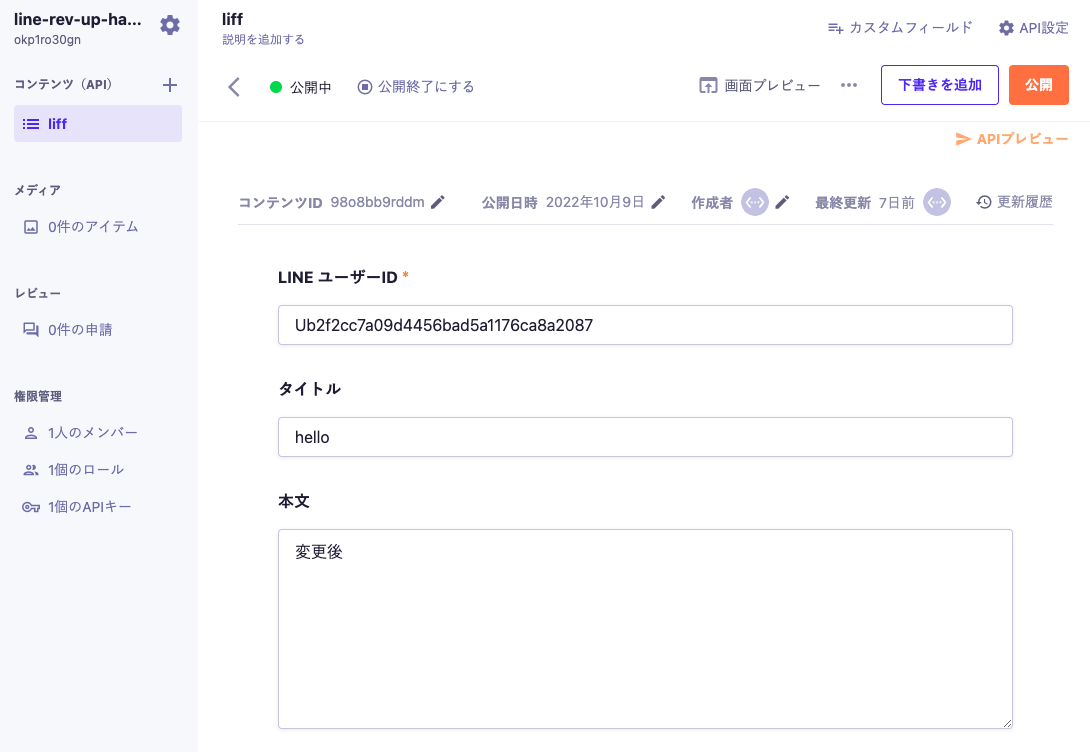 line-rev-up-ha...
okp1ro30gn
コンテンツ（API）
liff
メディア
0件のアイテム
レビュー
0件の申請
権限管理
1人のメンバー
1個のロール
1個のAPIキー
liff
説明を追加する
カスタムフィールド
API設定
公開中
公開終了にする
画面プレビュー
下書きを追加
公開
APIプレビュー
コンテンツID 98o8bb9rddm
公開日時 2022年10月9日
作成者
最終更新 7日前
更新履歴
LINE ユーザーID *
Ub2f2cc7a09d4456bad5a1176ca8a2087
タイトル
hello
本文
変更後